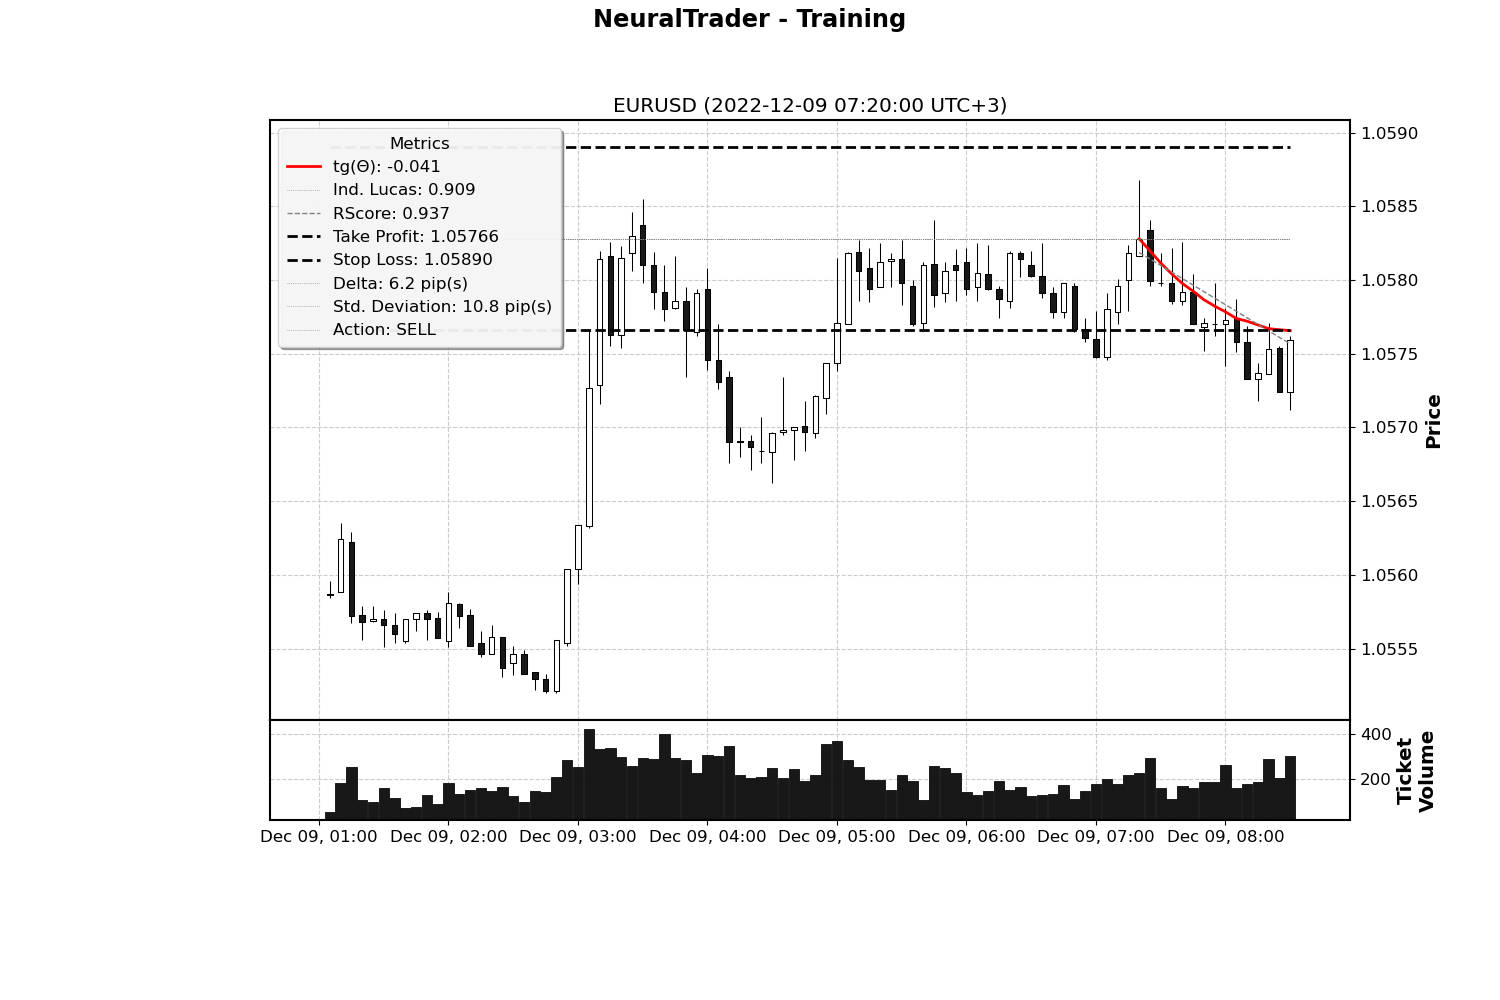 NeuralTrader - Training
EURUSD (2022-12-09 07:20:00 UTC+3)
Metrics
tg(Θ): -0.041
Ind. Lucas: 0.909
RScore: 0.937
Take Profit: 1.05766
Stop Loss: 1.05890
Delta: 6.2 pip(s)
Std. Deviation: 10.8 pip(s)
Action: SELL
1.0590
1.0585
1.0580
1.0575
1.0570
1.0565
1.0560
1.0555
Price
400
200
Ticket
Volume
Dec 09, 01:00 Dec 09, 02:00 Dec 09, 03:00 Dec 09, 04:00 Dec 09, 05:00 Dec 09, 06:00 Dec 09, 07:00 Dec 09, 08:00